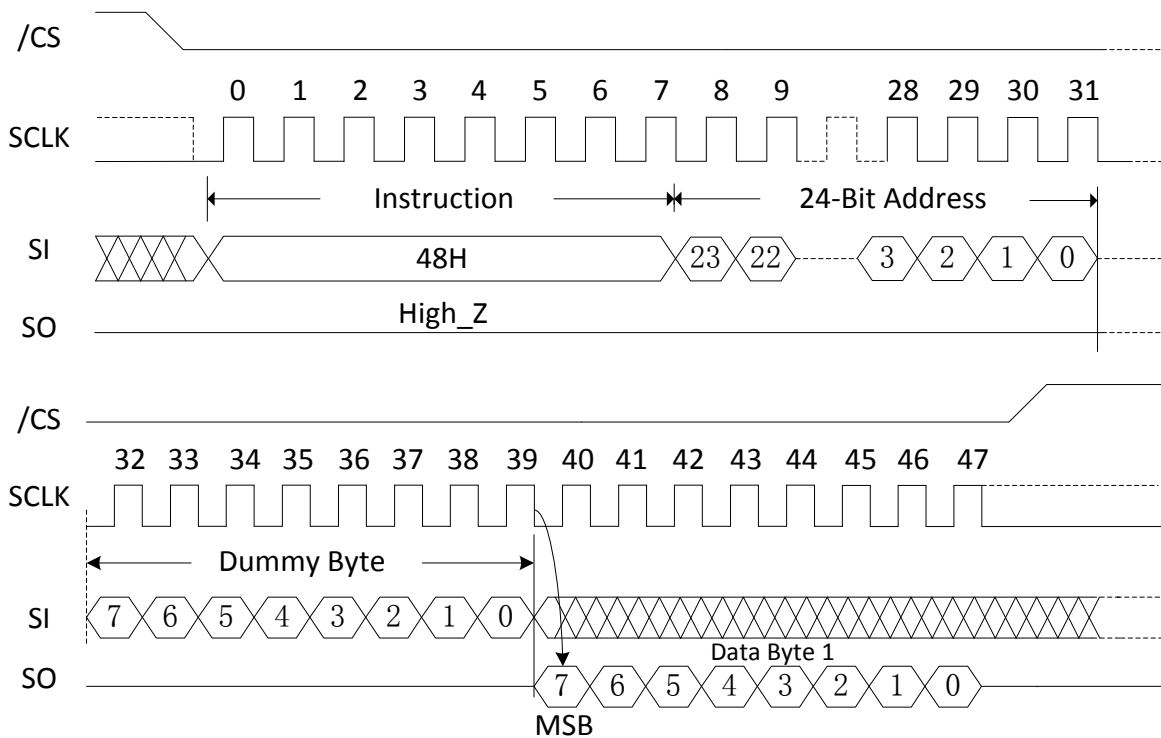 /CS
0 1 2 3 4 5 6 7 8 9 28 29 30 31
SCLK
Instruction 24-Bit Address
SI 48H 23 22 3 2 1 0
High_Z
SO
/CS
32 33 34 35 36 37 38 39 40 41 42 43 44 45 46 47
SCLK
Dummy Byte
SI 7 6 5 4 3 2 1 0
Data Byte 1
SO 7 6 5 4 3 2 1 0
MSB